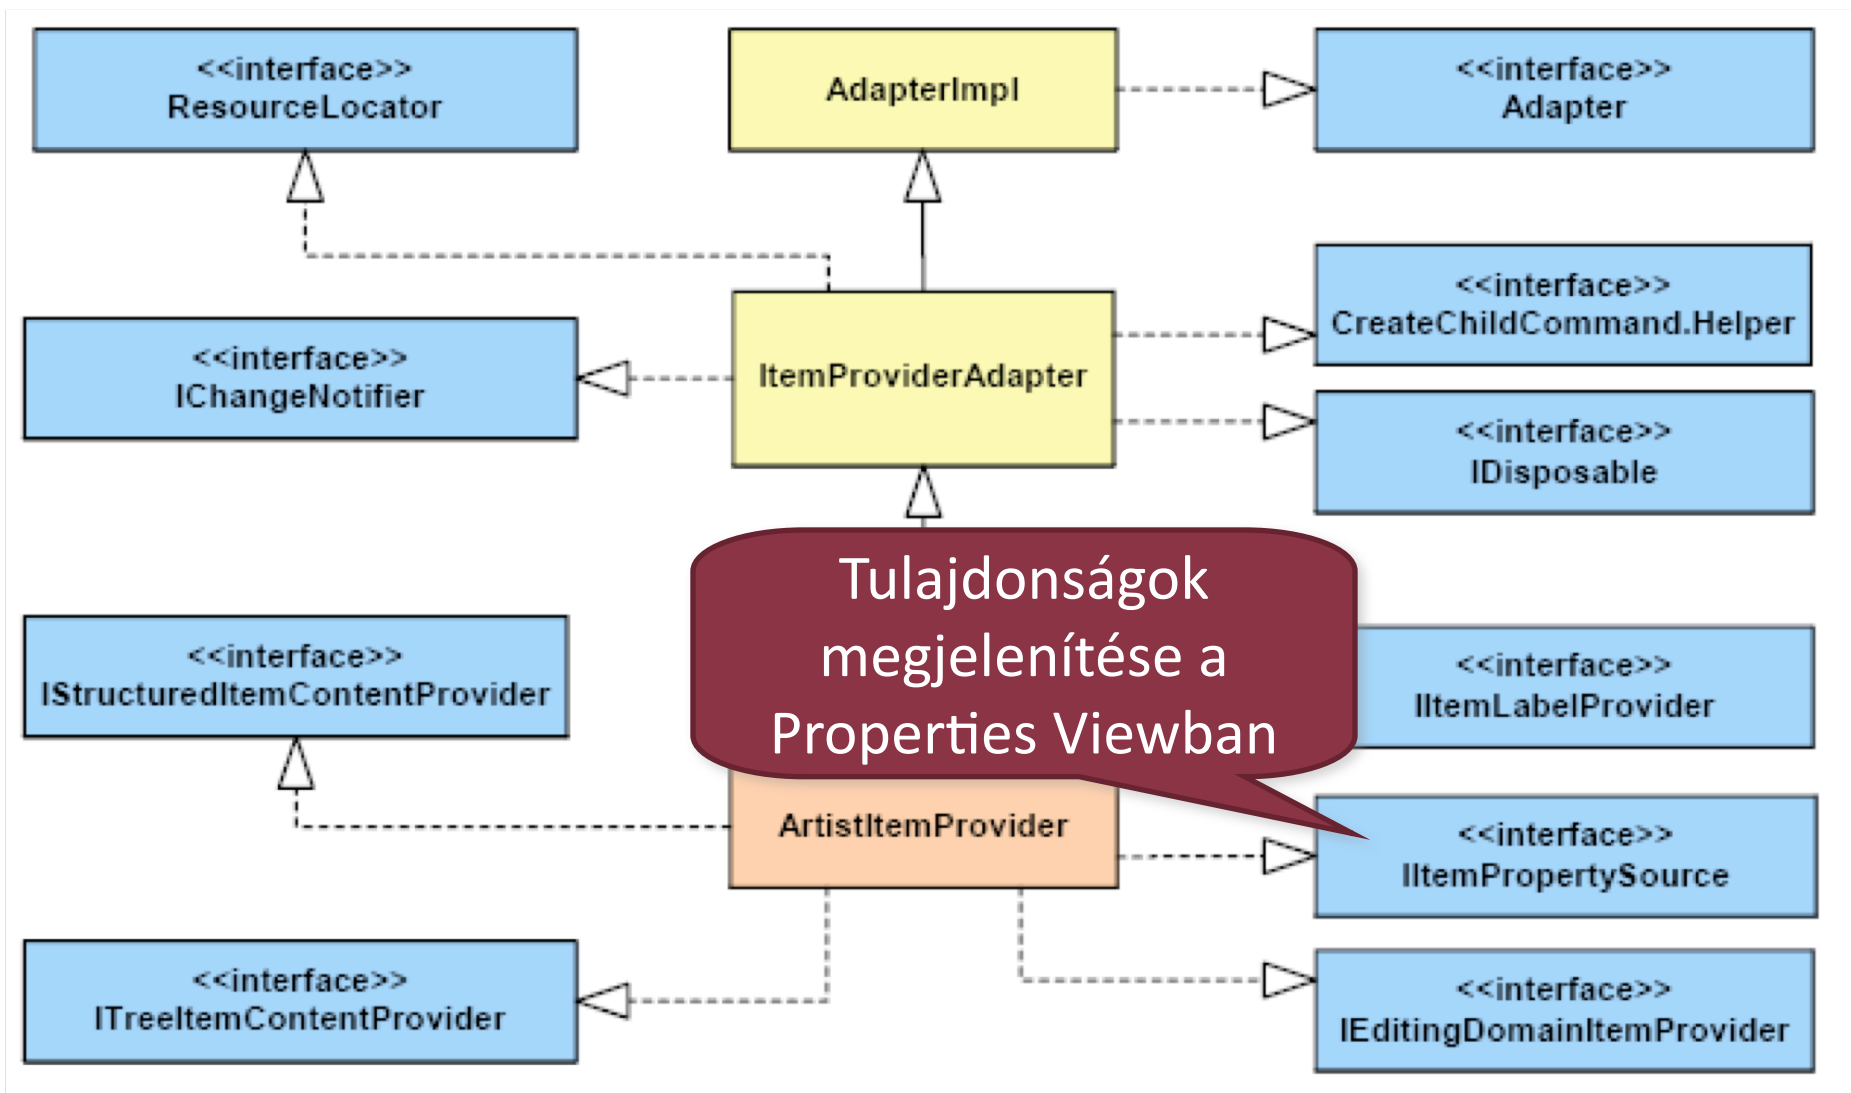 <<interface>>
ResourceLocator
AdapterImpl
<<interface>>
Adapter
<<interface>>
CreateChildCommand.Helper
<<interface>>
IChangeNotifier
ItemProviderAdapter
<<interface>>
IDisposable
Tulajdonságok
megjelenítése a
Properties Viewban
<<interface>>
IStructuredItemContentProvider
<<interface>>
IItemLabelProvider
ArtistItemProvider
<<interface>>
IItemPropertySource
<<interface>>
ITreeItemContentProvider
<<interface>>
IEditingDomainItemProvider